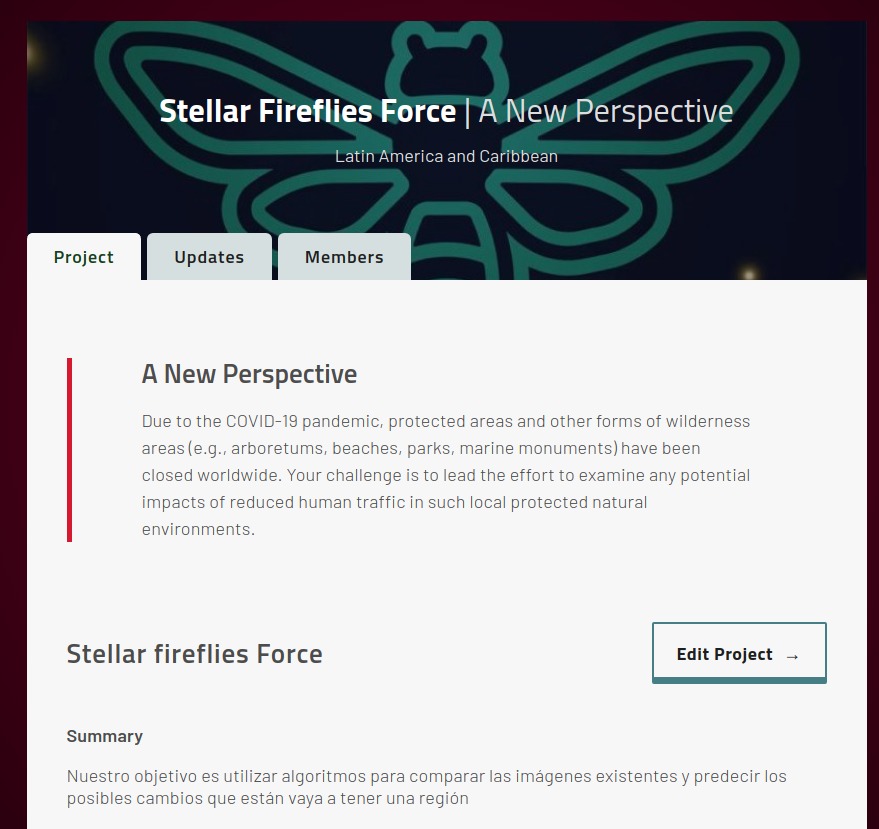 Stellar Fireflies Force | A New Perspective
Latin America and Caribbean
Project Updates Members
A New Perspective
Due to the COVID-19 pandemic, protected areas and other forms of wilderness
areas (e.g., arboretums, beaches, parks, marine monuments) have been
closed worldwide. Your challenge is to lead the effort to examine any potential
impacts of reduced human traffic in such local protected natural
environments.
Stellar fireflies Force
Edit Project →
Summary
Nuestro objetivo es utilizar algoritmos para comparar las imágenes existentes y predecir los
posibles cambios que están vaya a tener una región